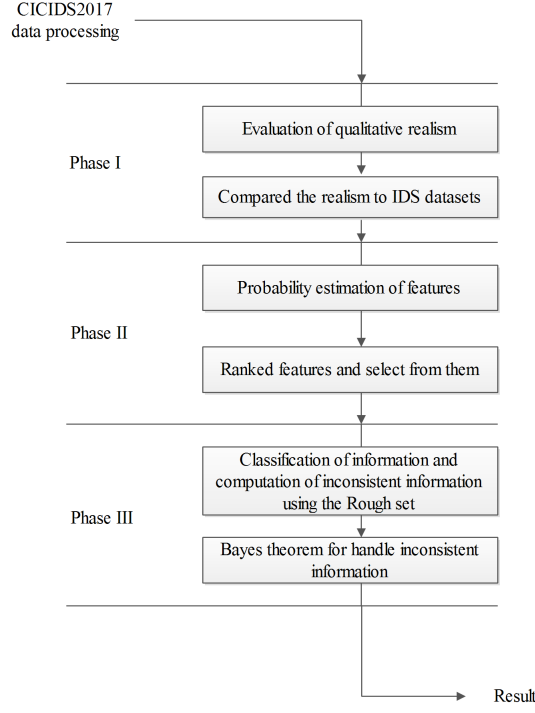 CICIDS2017
data processing
Phase I
Evaluation of qualitative realism
Compared the realism to IDS datasets
Phase II
Probability estimation of features
Ranked features and select from them
Phase III
Classification of information and
computation of inconsistent information
using the Rough set
Bayes theorem for handle inconsistent
information
Result